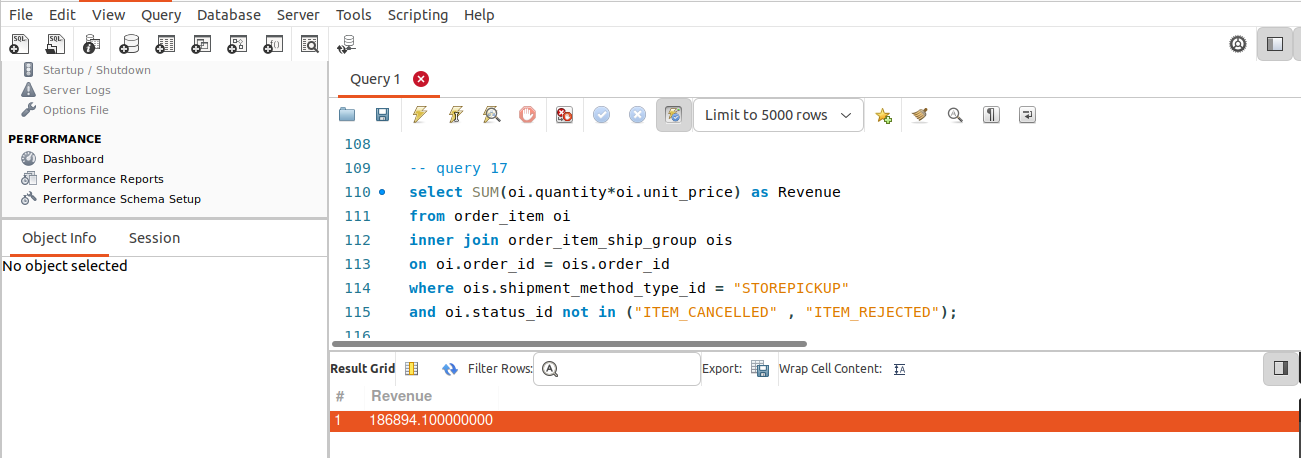 File Edit View Query Database Server Tools Scripting Help
Startup / Shutdown
Server Logs
Options File
PERFORMANCE
Dashboard
Performance Reports
Performance Schema Setup
Object Info Session
No object selected
Query 1
Limit to 5000 rows
108
109 -- query 17
110 select SUM(oi.quantity*oi.unit_price) as Revenue
111 from order_item oi
112 inner join order_item_ship_group ois
113 on oi.order_id = ois.order_id
114 where ois.shipment_method_type_id = "STOREPICKUP"
115 and oi.status_id not in ("ITEM_CANCELLED" , "ITEM_REJECTED");
116
Result Grid Filter Rows: Export: Wrap Cell Content:
# Revenue
1 186894.100000000